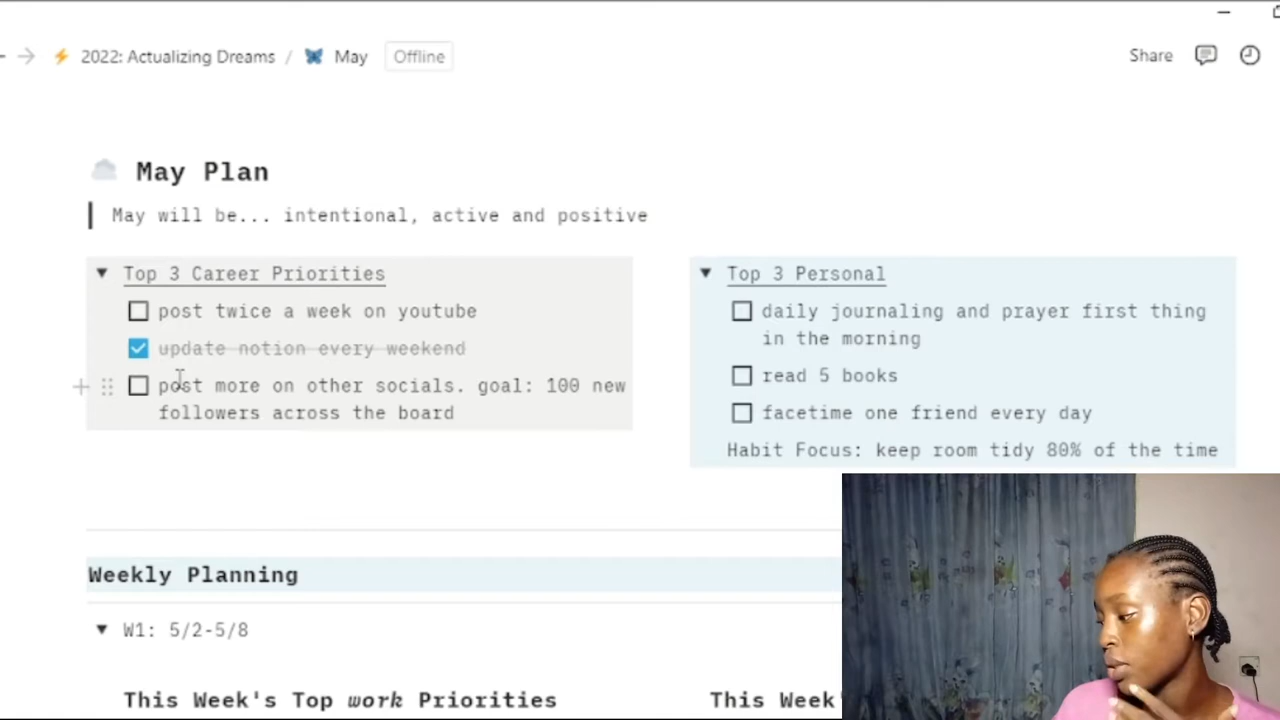 2022: Actualizing Dreams / May Offline
Share
May Plan
May will be... intentional, active and positive
Top 3 Career Priorities
post twice a week on youtube
update notion every weekend
post more on other socials. goal: 100 new
followers across the board
Top 3 Personal
daily journaling and prayer first thing
in the morning
read 5 books
facetime one friend every day
Habit Focus: keep room tidy 80% of the time
Weekly Planning
W1: 5/2-5/8
This Week's Top work Priorities
This Week'